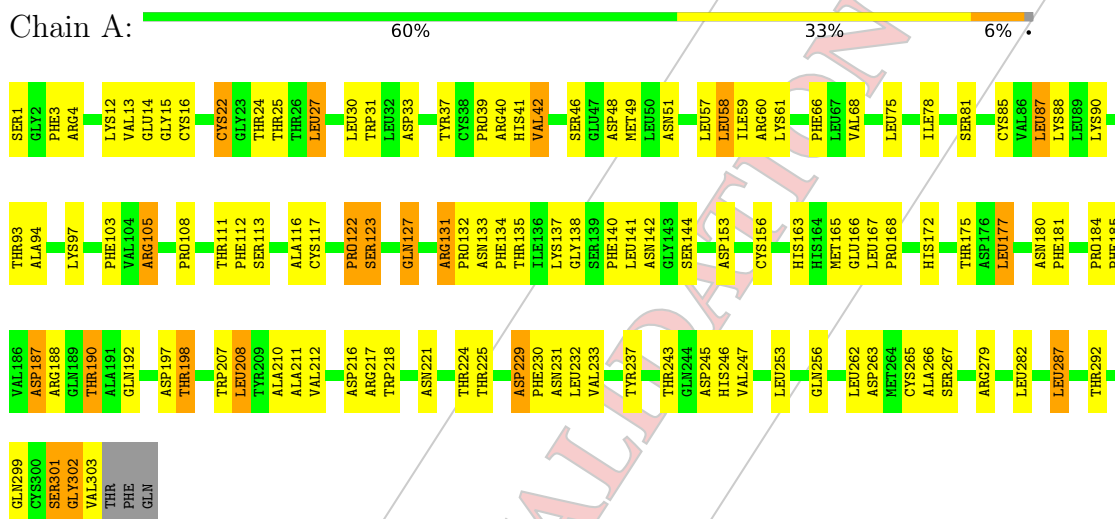 Chain A:
60% 33% 6% •
SER1 GLY2 PHE3 ARG4 LYS12 VAL13 GLU14 GLY15 CYS16 CYS22 GLY23 THR24 THR25 THR26 LEU27 LEU30 TRP31 LEU32 ASP33 TYR37 CYS38 PRO39 ARG40 HIS41 VAL42 SER46 GLU47 ASP48 MET49 LEU50 ASN51 LEU57 LEU58 ILE59 ARG60 LYS61 PHE66 LEU67 VAL68 LEU75 ILE78 SER81 CYS85 VAL86 LEU87 LYS88 LEU89 LYS90
THR93 ALA94 LYS97 PHE103 VAL104 ARG105 PRO108 THR111 PHE112 SER113 ALA116 CYS117 PRO122 SER123 GLN127 ARG131 PRO132 ASN133 PHE134 THR135 ILE136 LYS137 GLY138 SER139 PHE140 LEU141 ASN142 GLY143 SER144 ASP153 CYS156 HIS163 HIS164 MET165 GLU166 LEU167 PRO168 HIS172 THR175 ASP176 LEU177 ASN180 PHE181 PRO184 PHE185
VAL186 ASP187 ARG188 GLN189 THR190 ALA191 GLN192 ASP197 THR198 TRP207 LEU208 TYR209 ALA210 ALA211 VAL212 ASP216 ARG217 TRP218 ASN221 THR224 THR225 ASP229 PHE230 ASN231 LEU232 VAL233 TYR237 THR243 GLN244 ASP245 HIS246 VAL247 LEU253 GLN256 LEU262 ASP263 MET264 CYS265 ALA266 SER267 ARG279 LEU282 LEU287 THR292
GLN299 CYS300 SER301 GLY302 VAL303 THR PHE GLN